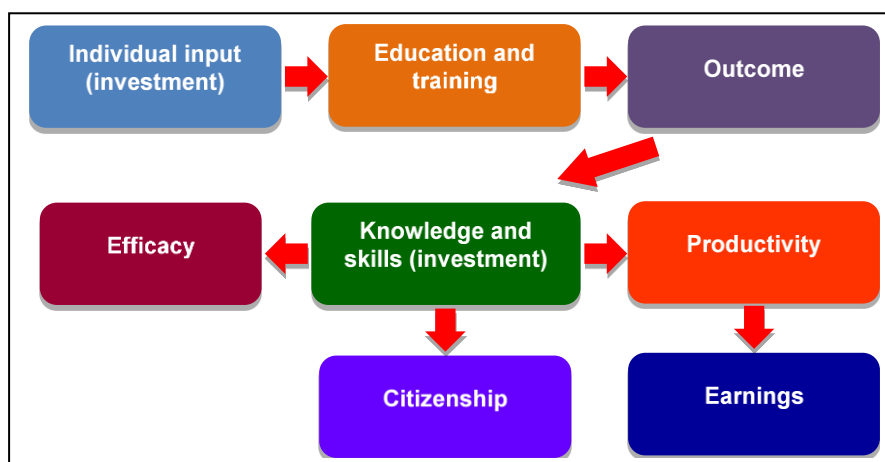 Individual input
(investment)
Education and
training
Outcome
Efficacy
Knowledge and
skills (investment)
Productivity
Citizenship
Earnings